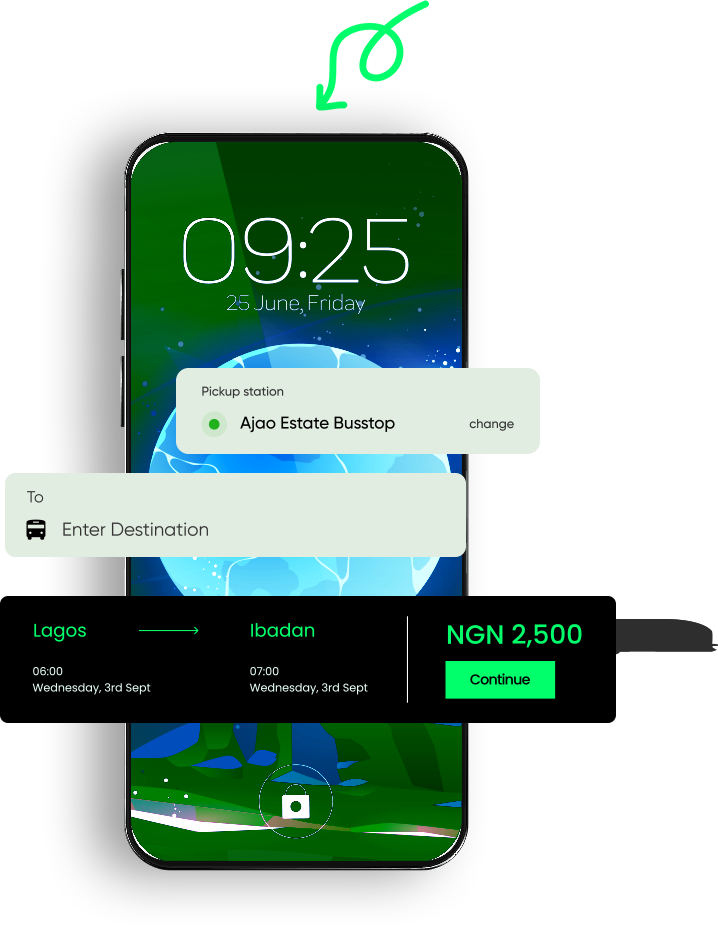 09:25
25 June, Friday
Pickup station
Ajao Estate Busstop
change
To
Enter Destination
Lagos
Ibadan
NGN 2,500
06:00
Wednesday, 3rd Sept
07:00
Wednesday, 3rd Sept
Continue